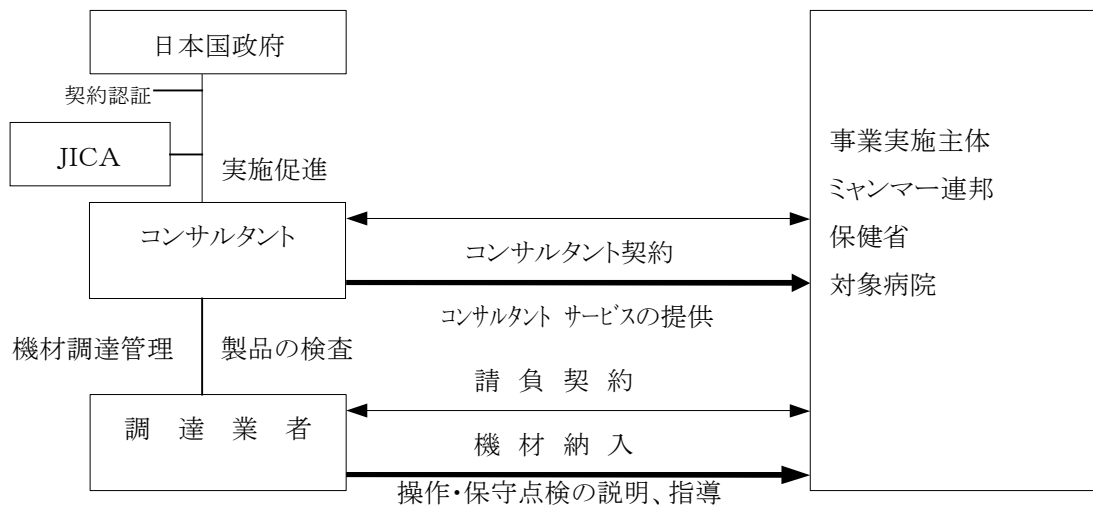 日本国政府
契約認証
JICA
実施促進
コンサルタント
コンサルタント契約
コンサルタント サービスの提供
機材調達管理
製品の検査
請 負 契 約
調 達 業 者
機 材 納 入
操作・保守点検の説明、指導
事業実施主体
ミャンマー連邦
保健省
対象病院